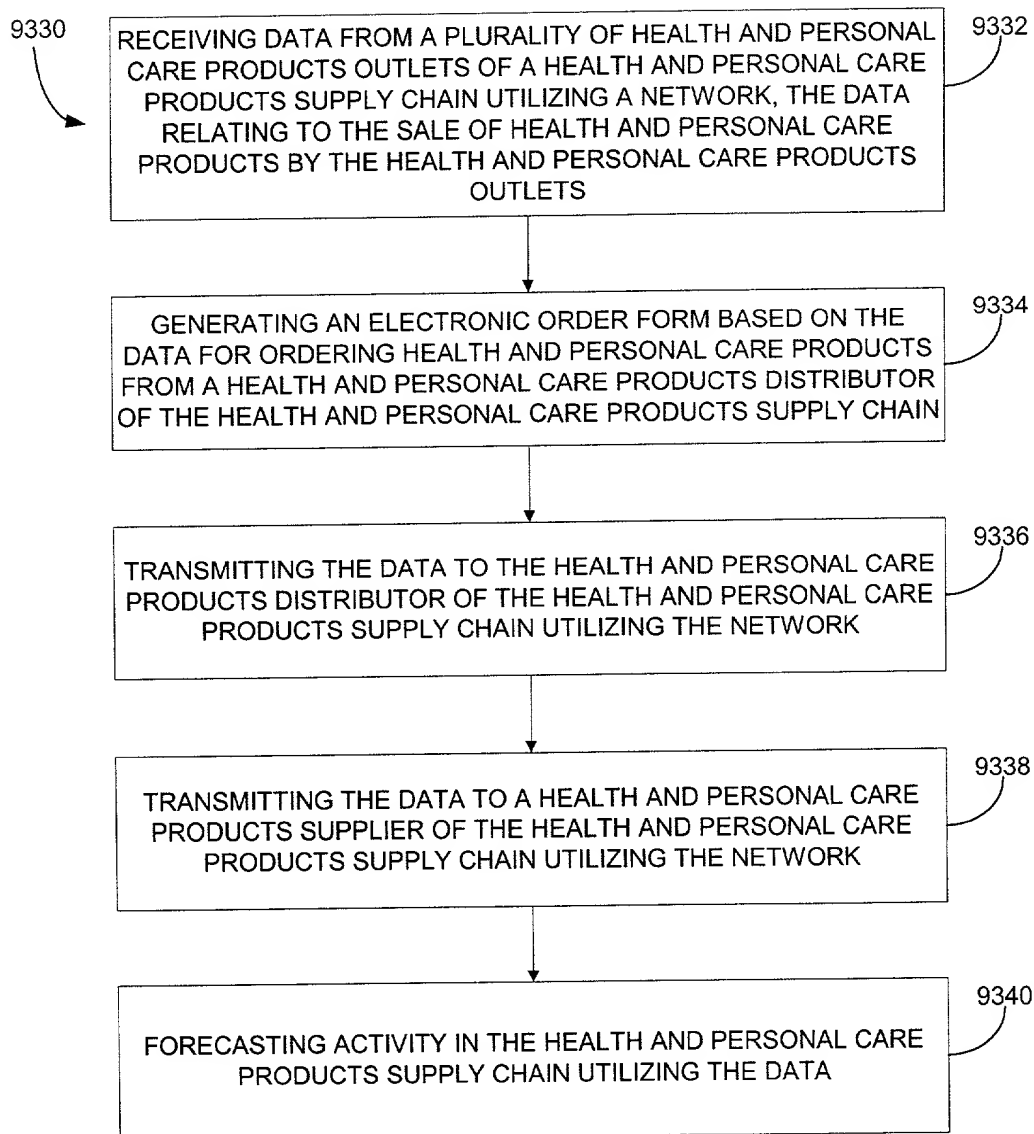 9330
RECEIVING DATA FROM A PLURALITY OF HEALTH AND PERSONAL
CARE PRODUCTS OUTLETS OF A HEALTH AND PERSONAL CARE
PRODUCTS SUPPLY CHAIN UTILIZING A NETWORK, THE DATA
RELATING TO THE SALE OF HEALTH AND PERSONAL CARE
PRODUCTS BY THE HEALTH AND PERSONAL CARE PRODUCTS
OUTLETS
9332
GENERATING AN ELECTRONIC ORDER FORM BASED ON THE
DATA FOR ORDERING HEALTH AND PERSONAL CARE PRODUCTS
FROM A HEALTH AND PERSONAL CARE PRODUCTS DISTRIBUTOR
OF THE HEALTH AND PERSONAL CARE PRODUCTS SUPPLY CHAIN
9334
TRANSMITTING THE DATA TO THE HEALTH AND PERSONAL CARE
PRODUCTS DISTRIBUTOR OF THE HEALTH AND PERSONAL CARE
PRODUCTS SUPPLY CHAIN UTILIZING THE NETWORK
9336
TRANSMITTING THE DATA TO A HEALTH AND PERSONAL CARE
PRODUCTS SUPPLIER OF THE HEALTH AND PERSONAL CARE
PRODUCTS SUPPLY CHAIN UTILIZING THE NETWORK
9338
FORECASTING ACTIVITY IN THE HEALTH AND PERSONAL CARE
PRODUCTS SUPPLY CHAIN UTILIZING THE DATA
9340